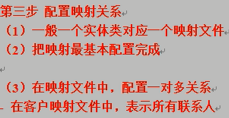 第三步 配置映射关系
（1）一般一个实体类对应一个映射文件
（2）把映射最基本配置完成
（3）在映射文件中，配置一对多关系
- 在客户映射文件中，表示所有联系人